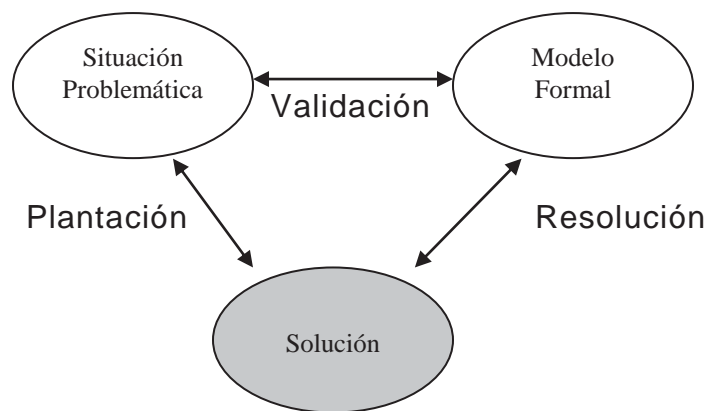 Situación
Problemática
Modelo
Formal
Validación
Plantación
Resolución
Solución